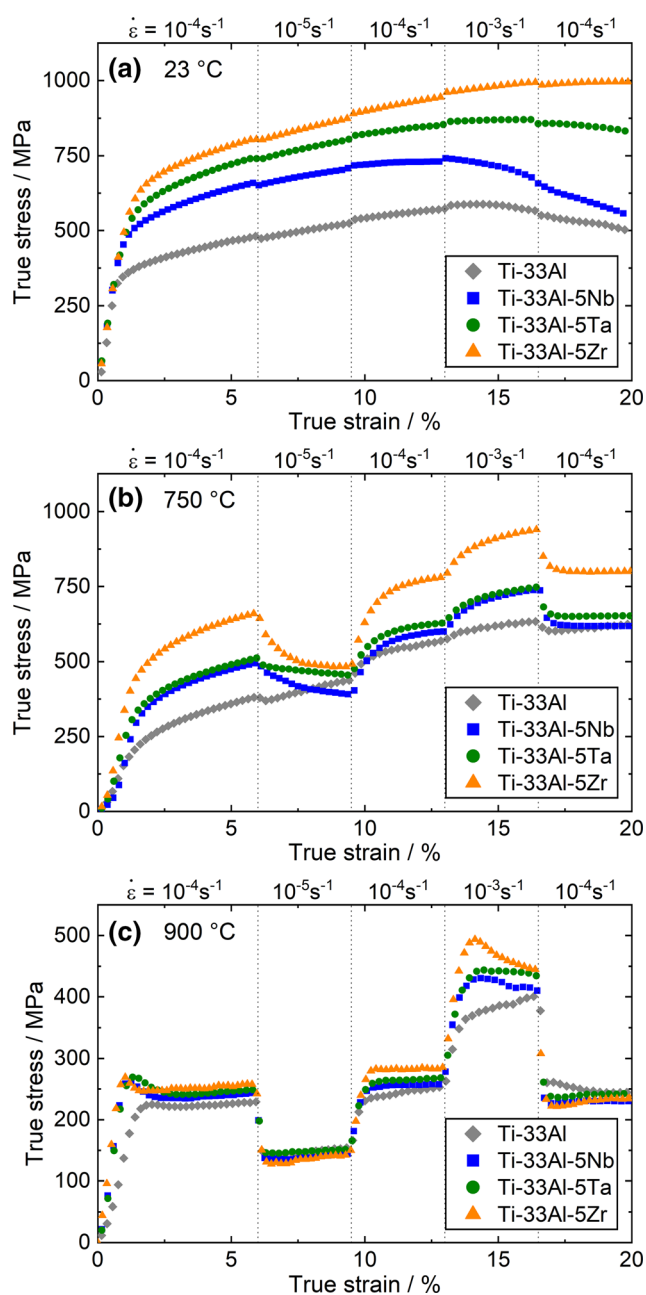 ε̇ = 10⁻⁴s⁻¹ 10⁻⁵s⁻¹ 10⁻⁴s⁻¹ 10⁻³s⁻¹ 10⁻⁴s⁻¹
(a) 23 °C
True stress / MPa
1000
750
500
250
0
Ti-33Al
Ti-33Al-5Nb
Ti-33Al-5Ta
Ti-33Al-5Zr
0 5 10 15 20
True strain / %
ε̇ = 10⁻⁴s⁻¹ 10⁻⁵s⁻¹ 10⁻⁴s⁻¹ 10⁻³s⁻¹ 10⁻⁴s⁻¹
(b) 750 °C
True stress / MPa
1000
750
500
250
0
Ti-33Al
Ti-33Al-5Nb
Ti-33Al-5Ta
Ti-33Al-5Zr
0 5 10 15 20
True strain / %
ε̇ = 10⁻⁴s⁻¹ 10⁻⁵s⁻¹ 10⁻⁴s⁻¹ 10⁻³s⁻¹ 10⁻⁴s⁻¹
(c) 900 °C
True stress / MPa
500
400
300
200
100
0
Ti-33Al
Ti-33Al-5Nb
Ti-33Al-5Ta
Ti-33Al-5Zr
0 5 10 15 20
True strain / %